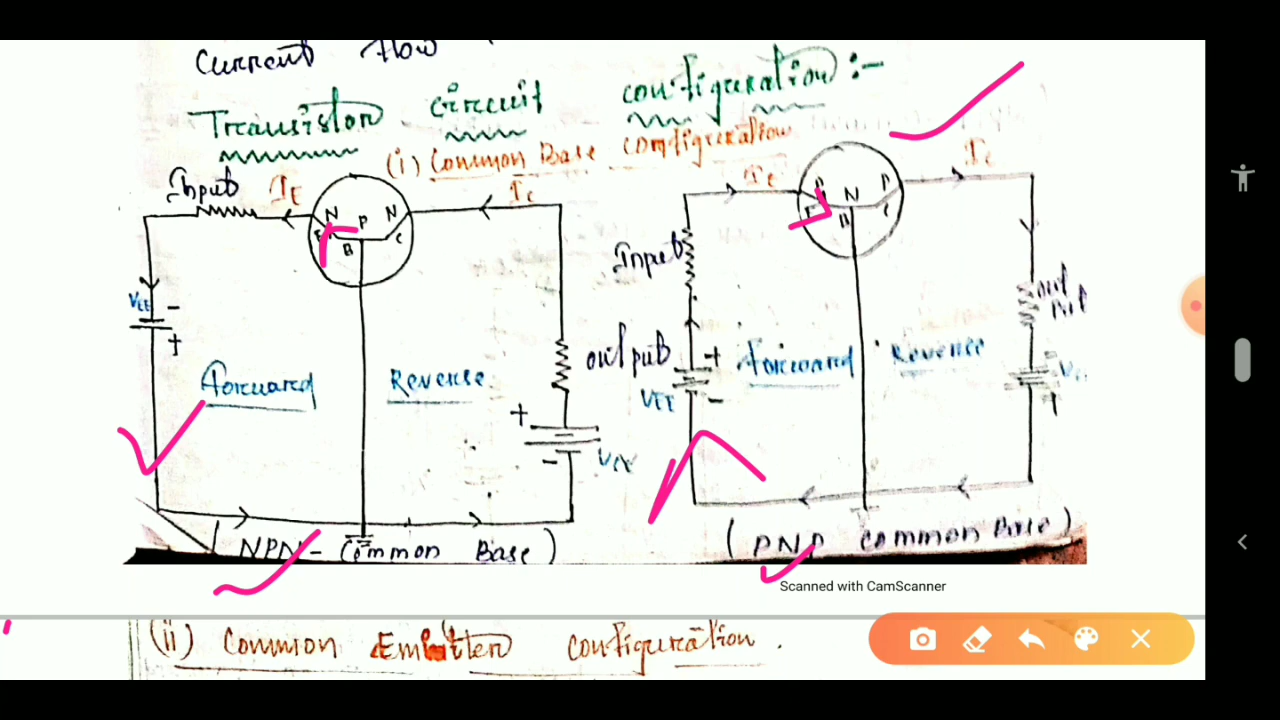 Current flow
Transistor circuit configuration :-
(i) Common Base configuration
Input IE Ic
N P N
E B C
VEE - +
Forward Reverse
output
+ - Vcc
(NPN - Common Base)
Ie Ic
P N P
E B C
Input
output
+ - VEE
Forward Reverse
+
(PNP Common Base)
Scanned with CamScanner
(ii) Common Emitter configuration.